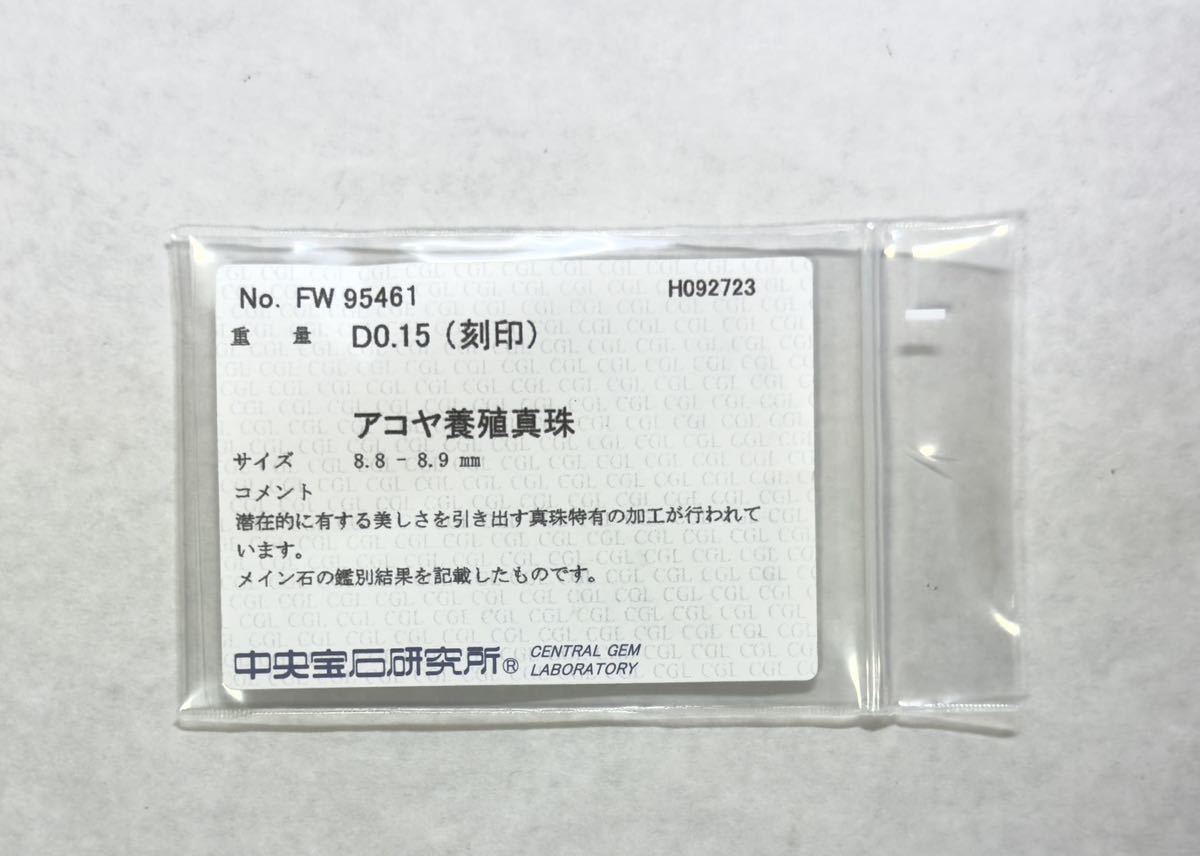 No. FW 95461 H092723
重量 D0.15 (刻印)
アコヤ養殖真珠
サイズ 8.8 - 8.9 mm
コメント
潜在的に有する美しさを引き出す真珠特有の加工が行われて
います。
メイン石の鑑別結果を記載したものです。
中央宝石研究所® CENTRAL GEM
LABORATORY